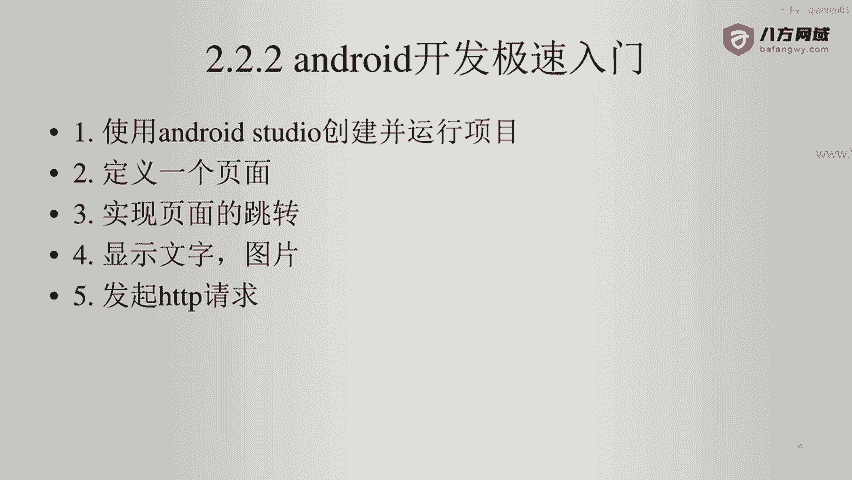 八方网域
bafangwy.com
2.2.2 android开发极速入门
• 1. 使用android studio创建并运行项目
• 2. 定义一个页面
• 3. 实现页面的跳转
• 4. 显示文字，图片
• 5. 发起http请求
www.